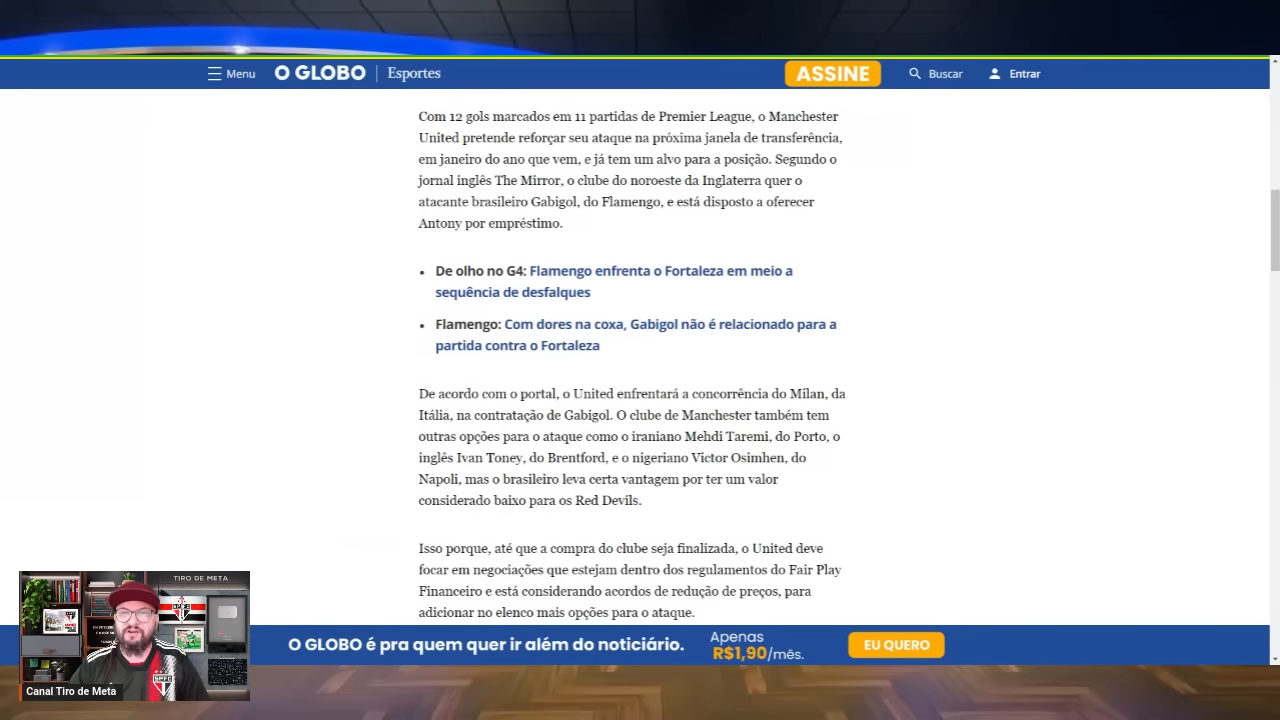 Menu
O GLOBO
Esportes
ASSINE
Buscar
Entrar
Com 12 gols marcados em 11 partidas de Premier League, o Manchester
United pretende reforçar seu ataque na próxima janela de transferência,
em janeiro do ano que vem, e já tem um alvo para a posição. Segundo o
jornal inglês The Mirror, o clube do noroeste da Inglaterra quer o
atacante brasileiro Gabigol, do Flamengo, e está disposto a oferecer
Antony por empréstimo.
• De olho no G4: Flamengo enfrenta o Fortaleza em meio a
sequência de desfalques
• Flamengo: Com dores na coxa, Gabigol não é relacionado para a
partida contra o Fortaleza
De acordo com o portal, o United enfrentará a concorrência do Milan, da
Itália, na contratação de Gabigol. O clube de Manchester também tem
outras opções para o ataque como o iraniano Mehdi Taremi, do Porto, o
inglês Ivan Toney, do Brentford, e o nigeriano Victor Osimhen, do
Napoli, mas o brasileiro leva certa vantagem por ter um valor
considerado baixo para os Red Devils.
Isso porque, até que a compra do clube seja finalizada, o United deve
focar em negociações que estejam dentro dos regulamentos do Fair Play
Financeiro e está considerando acordos de redução de preços, para
adicionar no elenco mais opções para o ataque.
O GLOBO é pra quem quer ir além do noticiário.
Apenas
R$1,90/mês.
EU QUERO
TIRO DE META
SPFC
Canal Tiro de Meta